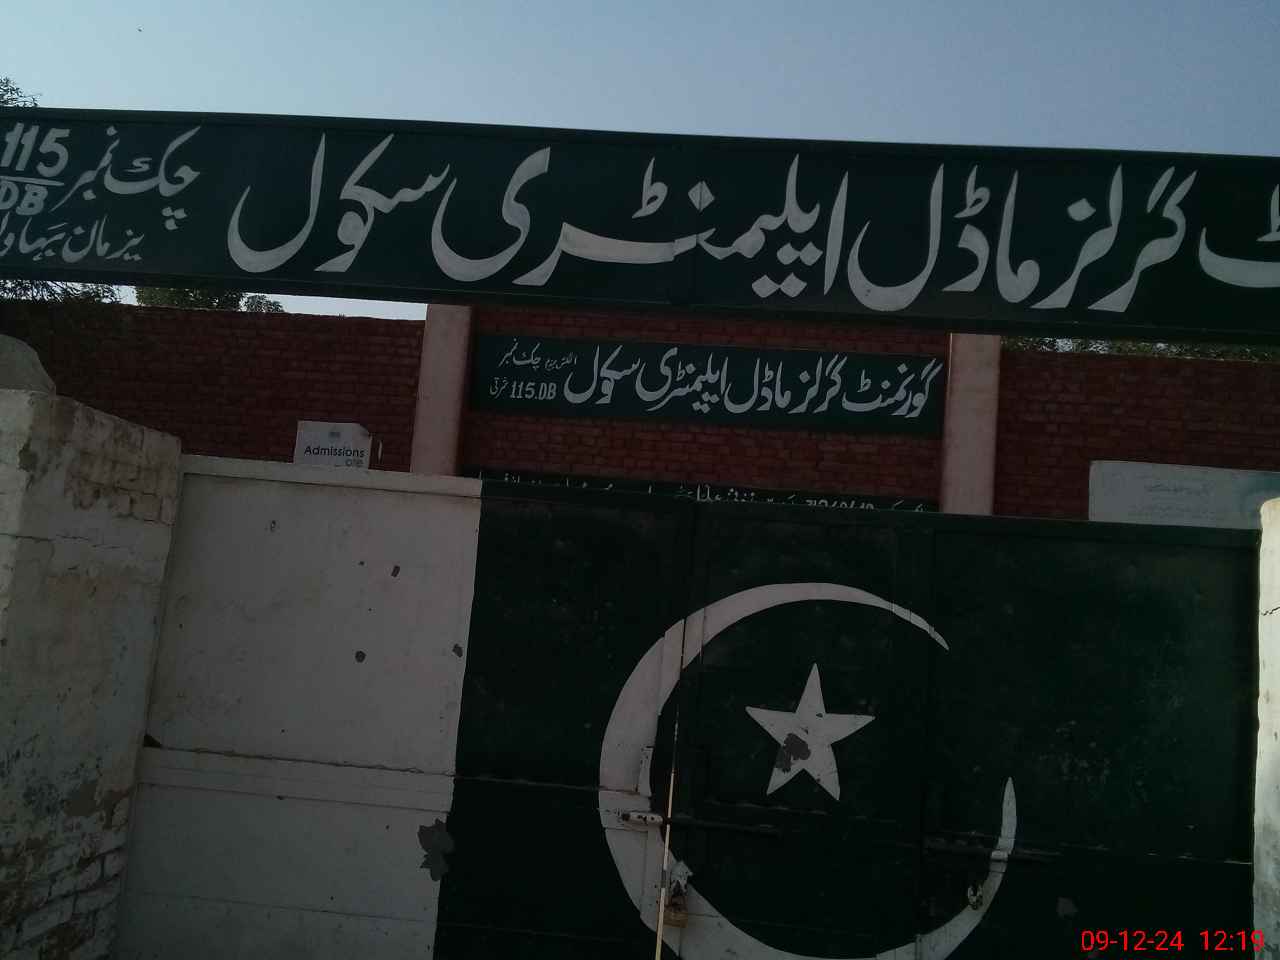 گرلز ماڈل ایلیمنٹری سکول چک نمبر 115
DB
یزمان
گورنمنٹ گرلز ماڈل ایلیمنٹری سکول چک نمبر
115.DB
Admissions
09-12-24 12:19